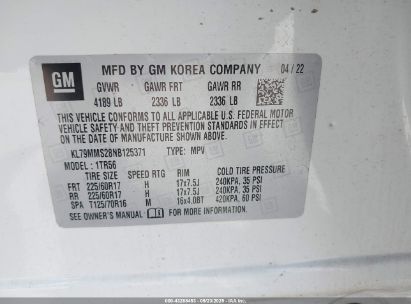 GM
MFD BY GM KOREA COMPANY 04 / 22
GVWR GAWR FRT GAWR RR
4189 LB 2336 LB 2336 LB
THIS VEHICLE CONFORMS TO ALL APPLICABLE U.S. FEDERAL MOTOR
VEHICLE SAFETY AND THEFT PREVENTION STANDARDS IN EFFECT
ON THE DATE OF MANUFACTURE SHOWN ABOVE.
KL79MMS28NB125371 TYPE: MPV
MODEL : 1TR56
TIRE SIZE SPEED RTG RIM COLD TIRE PRESSURE
FRT 225/60R17 H 17x7.5J 240KPA, 35 PSI
RR 225/60R17 H 17x7.5J 240KPA, 35 PSI
SPA T125/70R16 M 16x4.0BT 420KPA, 60 PSI
SEE OWNER'S MANUAL FOR MORE INFORMATION.